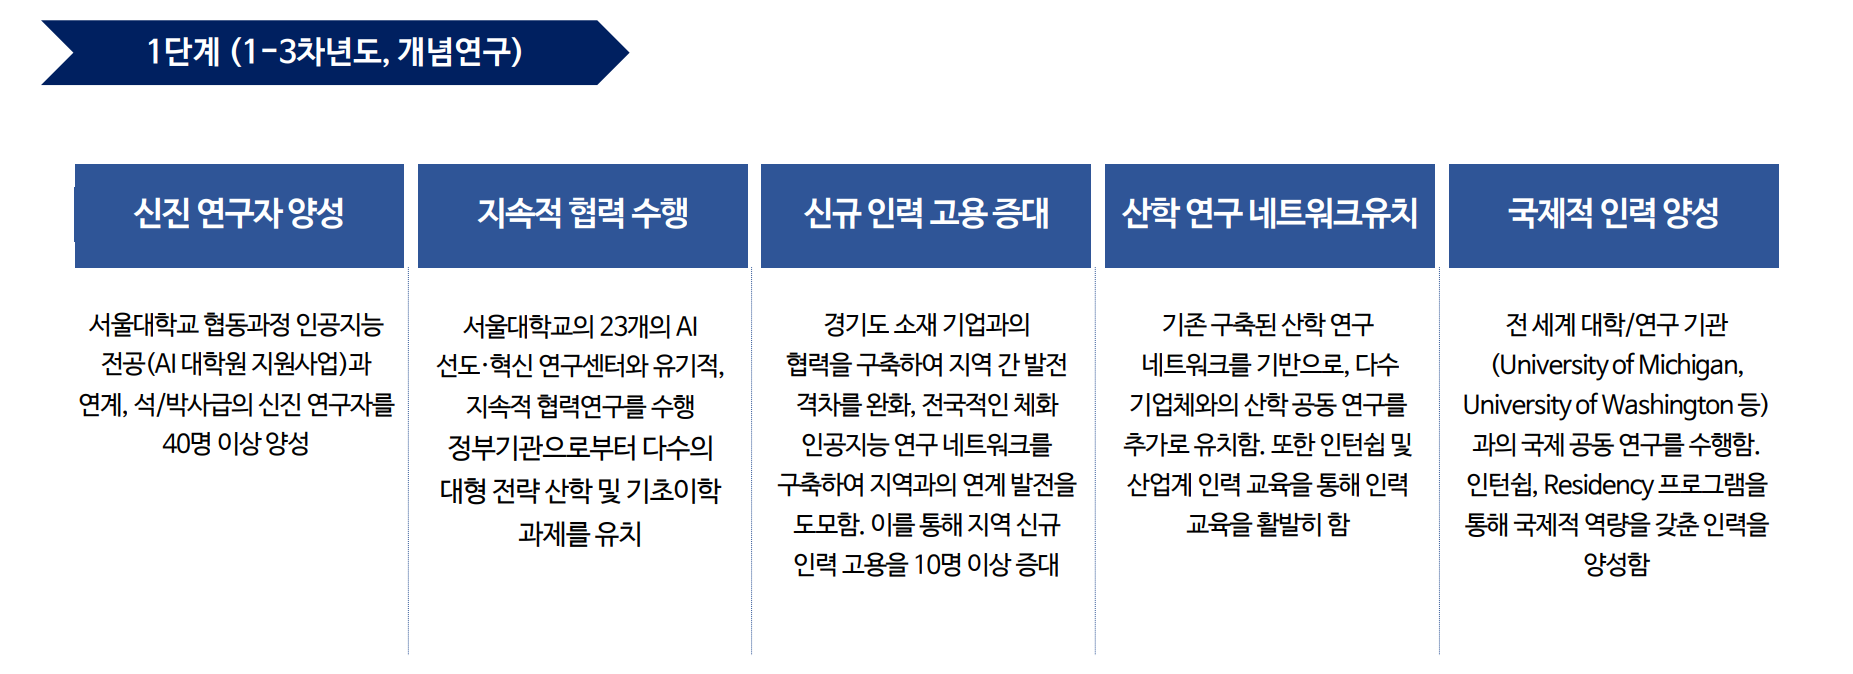 1단계 (1-3차년도, 개념연구)
신진 연구자 양성
서울대학교 협동과정 인공지능
전공(AI 대학원 지원사업)과
연계, 석/박사급의 신진 연구자를
40명 이상 양성
지속적 협력 수행
서울대학교의 23개의 AI
선도·혁신 연구센터와 유기적,
지속적 협력연구를 수행
정부기관으로부터 다수의
대형 전략 산학 및 기초이학
과제를 유치
신규 인력 고용 증대
경기도 소재 기업과의
협력을 구축하여 지역 간 발전
격차를 완화, 전국적인 체화
인공지능 연구 네트워크를
구축하여 지역과의 연계 발전을
도모함. 이를 통해 지역 신규
인력 고용을 10명 이상 증대
산학 연구 네트워크유치
기존 구축된 산학 연구
네트워크를 기반으로, 다수
기업체와의 산학 공동 연구를
추가로 유치함. 또한 인턴쉽 및
산업계 인력 교육을 통해 인력
교육을 활발히 함
국제적 인력 양성
전 세계 대학/연구 기관
(University of Michigan,
University of Washington 등)
과의 국제 공동 연구를 수행함.
인턴쉽, Residency 프로그램을
통해 국제적 역량을 갖춘 인력을
양성함